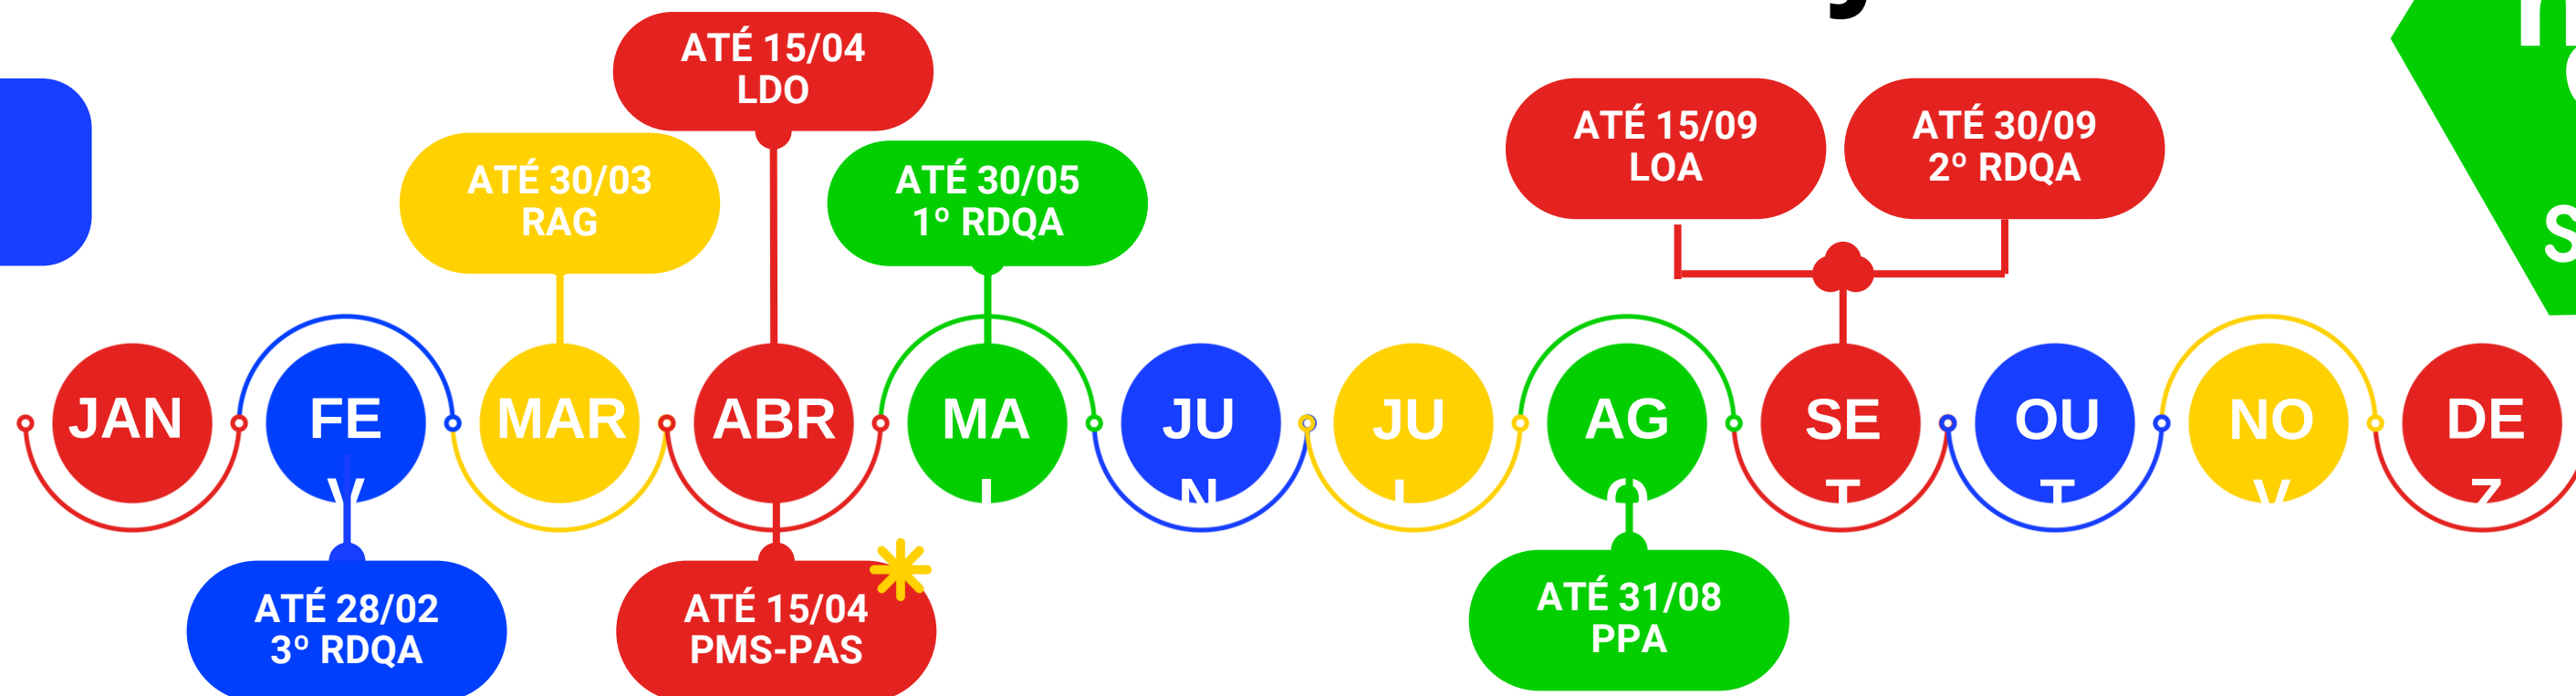 ATÉ 15/04
LDO
ATÉ 30/03
RAG
ATÉ 30/05
1º RDQA
ATÉ 15/09
LOA
ATÉ 30/09
2º RDQA
JAN
FE
V
MAR
ABR
MA
I
JU
N
JU
L
AG
O
SE
T
OU
T
NO
V
DE
Z
ATÉ 28/02
3º RDQA
ATÉ 15/04
PMS-PAS
ATÉ 31/08
PPA